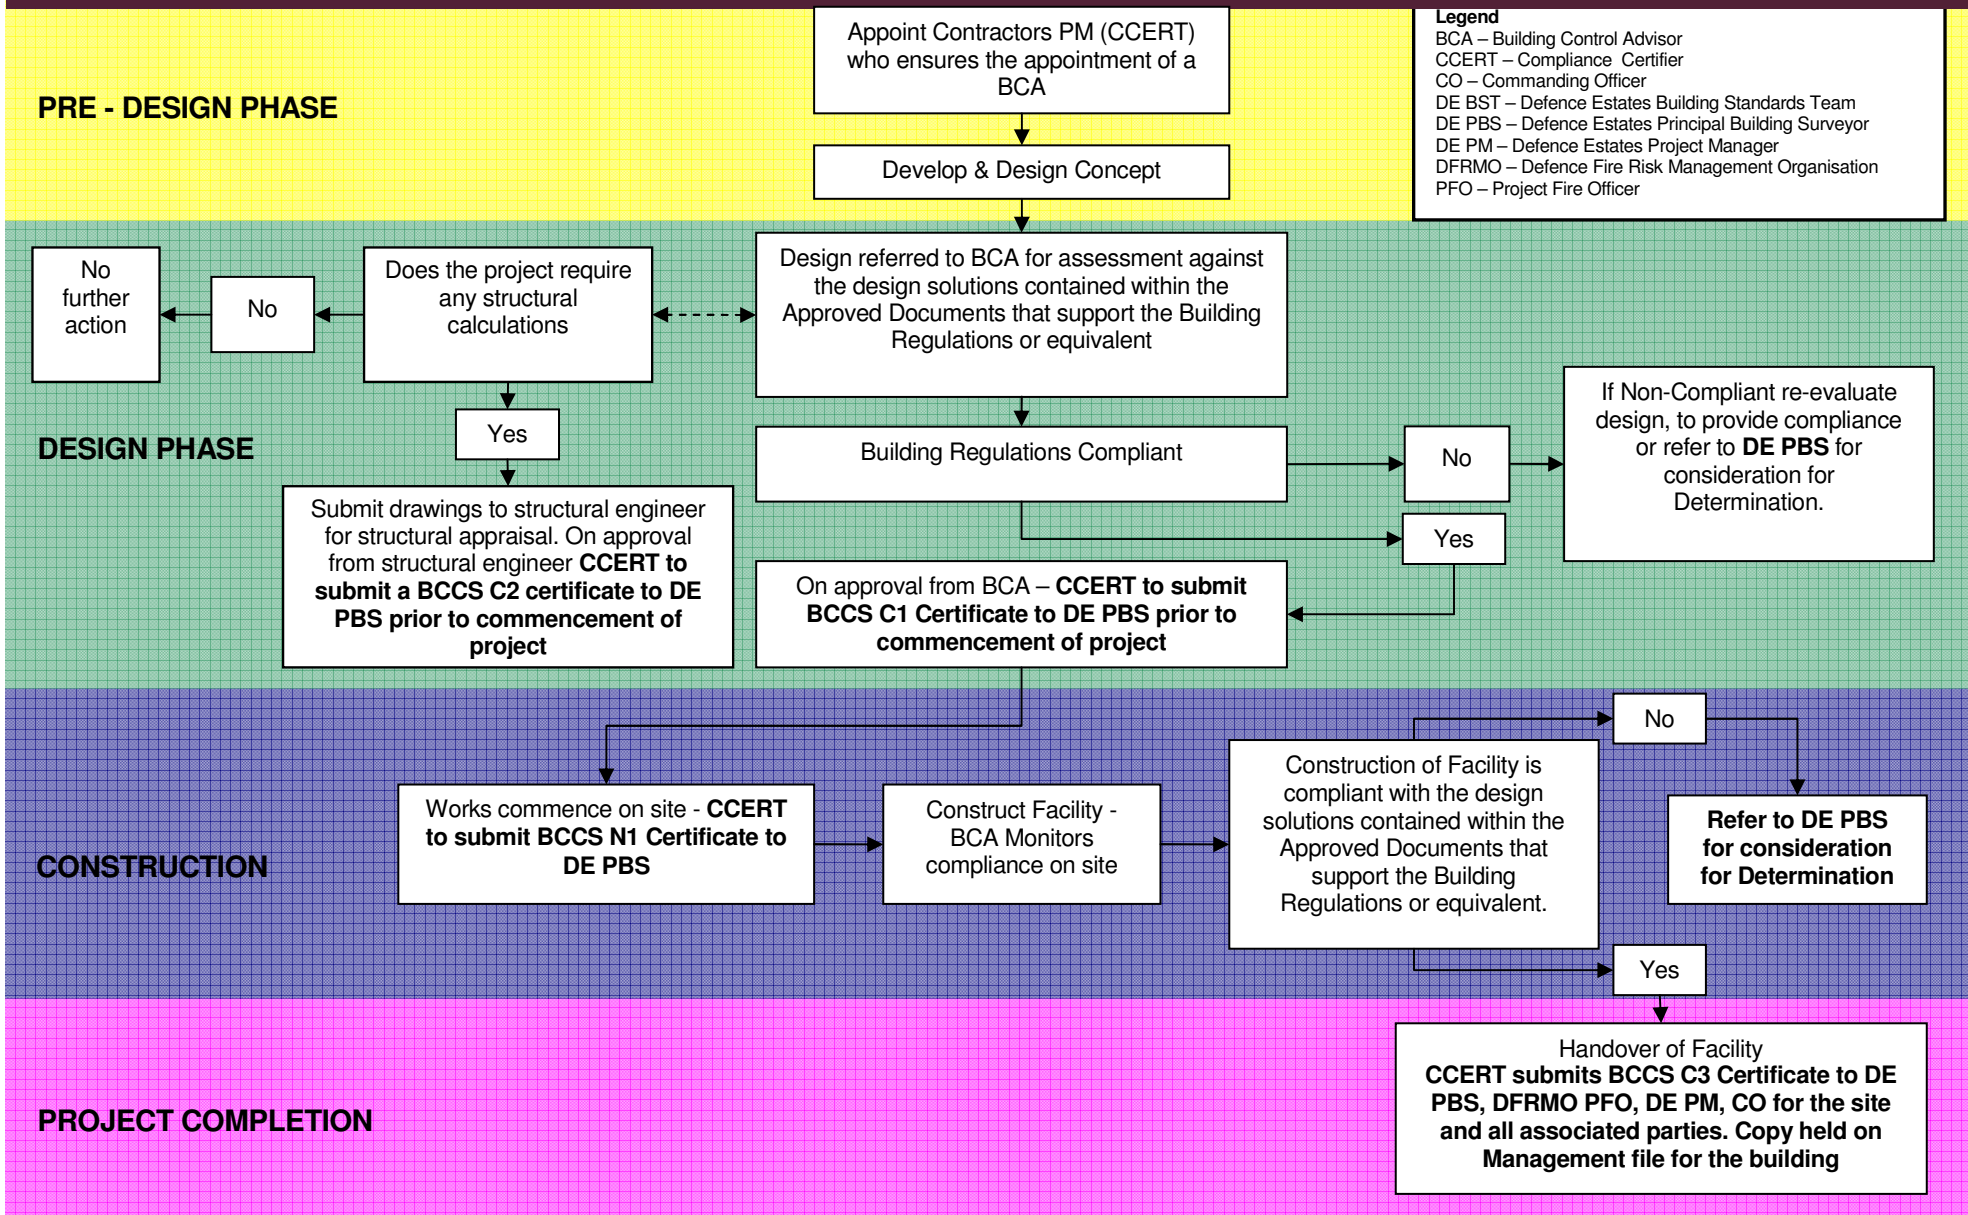 Appoint Contractors PM (CCERT)
who ensures the appointment of a
BCA
Legend
BCA – Building Control Advisor
CCERT – Compliance Certifier
CO – Commanding Officer
DE BST – Defence Estates Building Standards Team
DE PBS – Defence Estates Principal Building Surveyor
DE PM – Defence Estates Project Manager
DFRMO – Defence Fire Risk Management Organisation
PFO – Project Fire Officer
PRE - DESIGN PHASE
Develop & Design Concept
No
further
action
No
Does the project require
any structural
calculations
Design referred to BCA for assessment against
the design solutions contained within the
Approved Documents that support the Building
Regulations or equivalent
DESIGN PHASE
Yes
Building Regulations Compliant
No
If Non-Compliant re-evaluate
design, to provide compliance
or refer to DE PBS for
consideration for
Determination.
Submit drawings to structural engineer
for structural appraisal. On approval
from structural engineer CCERT to
submit a BCCS C2 certificate to DE
PBS prior to commencement of
project
Yes
On approval from BCA – CCERT to submit
BCCS C1 Certificate to DE PBS prior to
commencement of project
CONSTRUCTION
Works commence on site - CCERT
to submit BCCS N1 Certificate to
DE PBS
Construct Facility -
BCA Monitors
compliance on site
Construction of Facility is
compliant with the design
solutions contained within the
Approved Documents that
support the Building
Regulations or equivalent.
No
Refer to DE PBS
for consideration
for Determination
Yes
PROJECT COMPLETION
Handover of Facility
CCERT submits BCCS C3 Certificate to DE
PBS, DFRMO PFO, DE PM, CO for the site
and all associated parties. Copy held on
Management file for the building